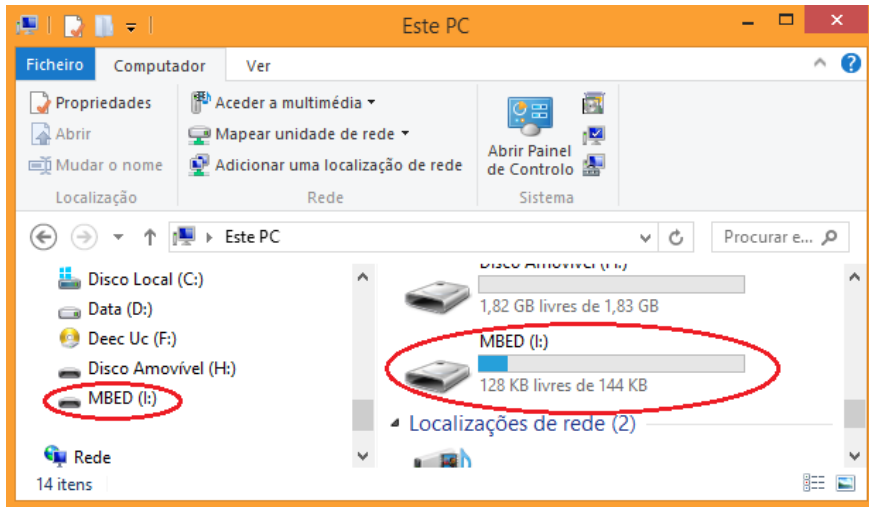 Este PC
Ficheiro Computador Ver
Propriedades
Abrir
Mudar o nome
Localização
Aceder a multimédia
Mapear unidade de rede
Adicionar uma localização de rede
Rede
Abrir Painel
de Controlo
Sistema
Este PC
Procurar e...
Disco Local (C:)
Data (D:)
Deec Uc (F:)
Disco Amovível (H:)
MBED (I:)
Rede
Disco Amovível (H:)
1,82 GB livres de 1,83 GB
MBED (I:)
128 KB livres de 144 KB
Localizações de rede (2)
14 itens